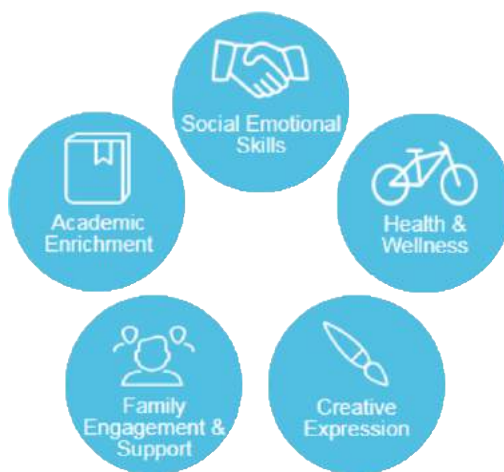 Social Emotional
Skills
Academic
Enrichment
Health &
Wellness
Family
Engagement &
Support
Creative
Expression